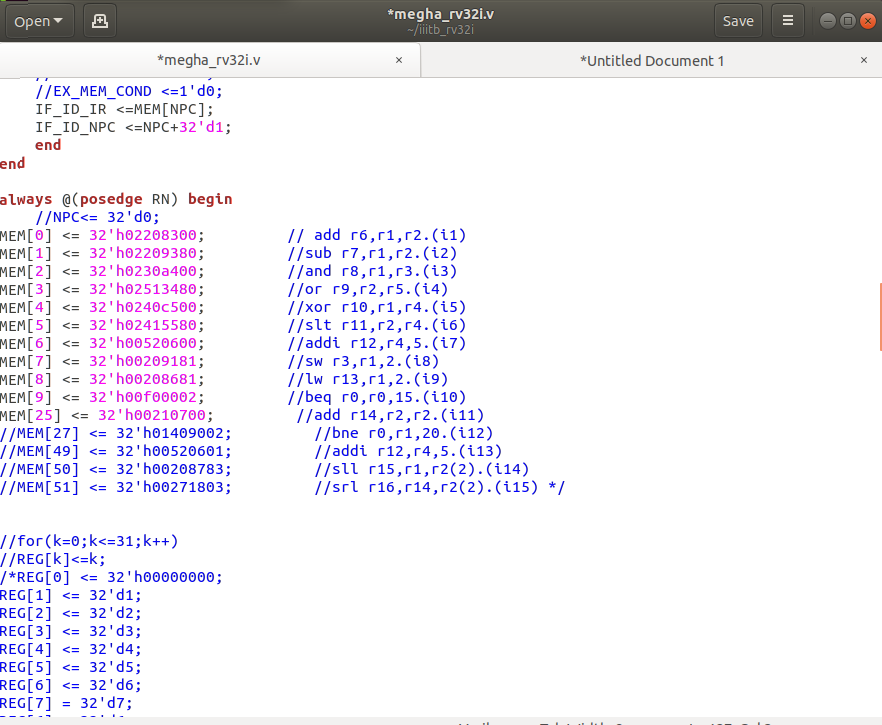 Open
*megha_rv32i.v
~/iiitb_rv32i
Save
*megha_rv32i.v ×
*Untitled Document 1 ×
//EX_MEM_COND <=1'd0;
IF_ID_IR <=MEM[NPC];
IF_ID_NPC <=NPC+32'd1;
end
end
always @(posedge RN) begin
//NPC<= 32'd0;
MEM[0] <= 32'h02208300; // add r6,r1,r2.(i1)
MEM[1] <= 32'h02209380; //sub r7,r1,r2.(i2)
MEM[2] <= 32'h0230a400; //and r8,r1,r3.(i3)
MEM[3] <= 32'h02513480; //or r9,r2,r5.(i4)
MEM[4] <= 32'h0240c500; //xor r10,r1,r4.(i5)
MEM[5] <= 32'h02415580; //slt r11,r2,r4.(i6)
MEM[6] <= 32'h00520600; //addi r12,r4,5.(i7)
MEM[7] <= 32'h00209181; //sw r3,r1,2.(i8)
MEM[8] <= 32'h00208681; //lw r13,r1,2.(i9)
MEM[9] <= 32'h00f00002; //beq r0,r0,15.(i10)
MEM[25] <= 32'h00210700; //add r14,r2,r2.(i11)
//MEM[27] <= 32'h01409002; //bne r0,r1,20.(i12)
//MEM[49] <= 32'h00520601; //addi r12,r4,5.(i13)
//MEM[50] <= 32'h00208783; //sll r15,r1,r2(2).(i14)
//MEM[51] <= 32'h00271803; //srl r16,r14,r2(2).(i15) */
//for(k=0;k<=31;k++)
//REG[k]<=k;
/*REG[0] <= 32'h00000000;
REG[1] <= 32'd1;
REG[2] <= 32'd2;
REG[3] <= 32'd3;
REG[4] <= 32'd4;
REG[5] <= 32'd5;
REG[6] <= 32'd6;
REG[7] = 32'd7;